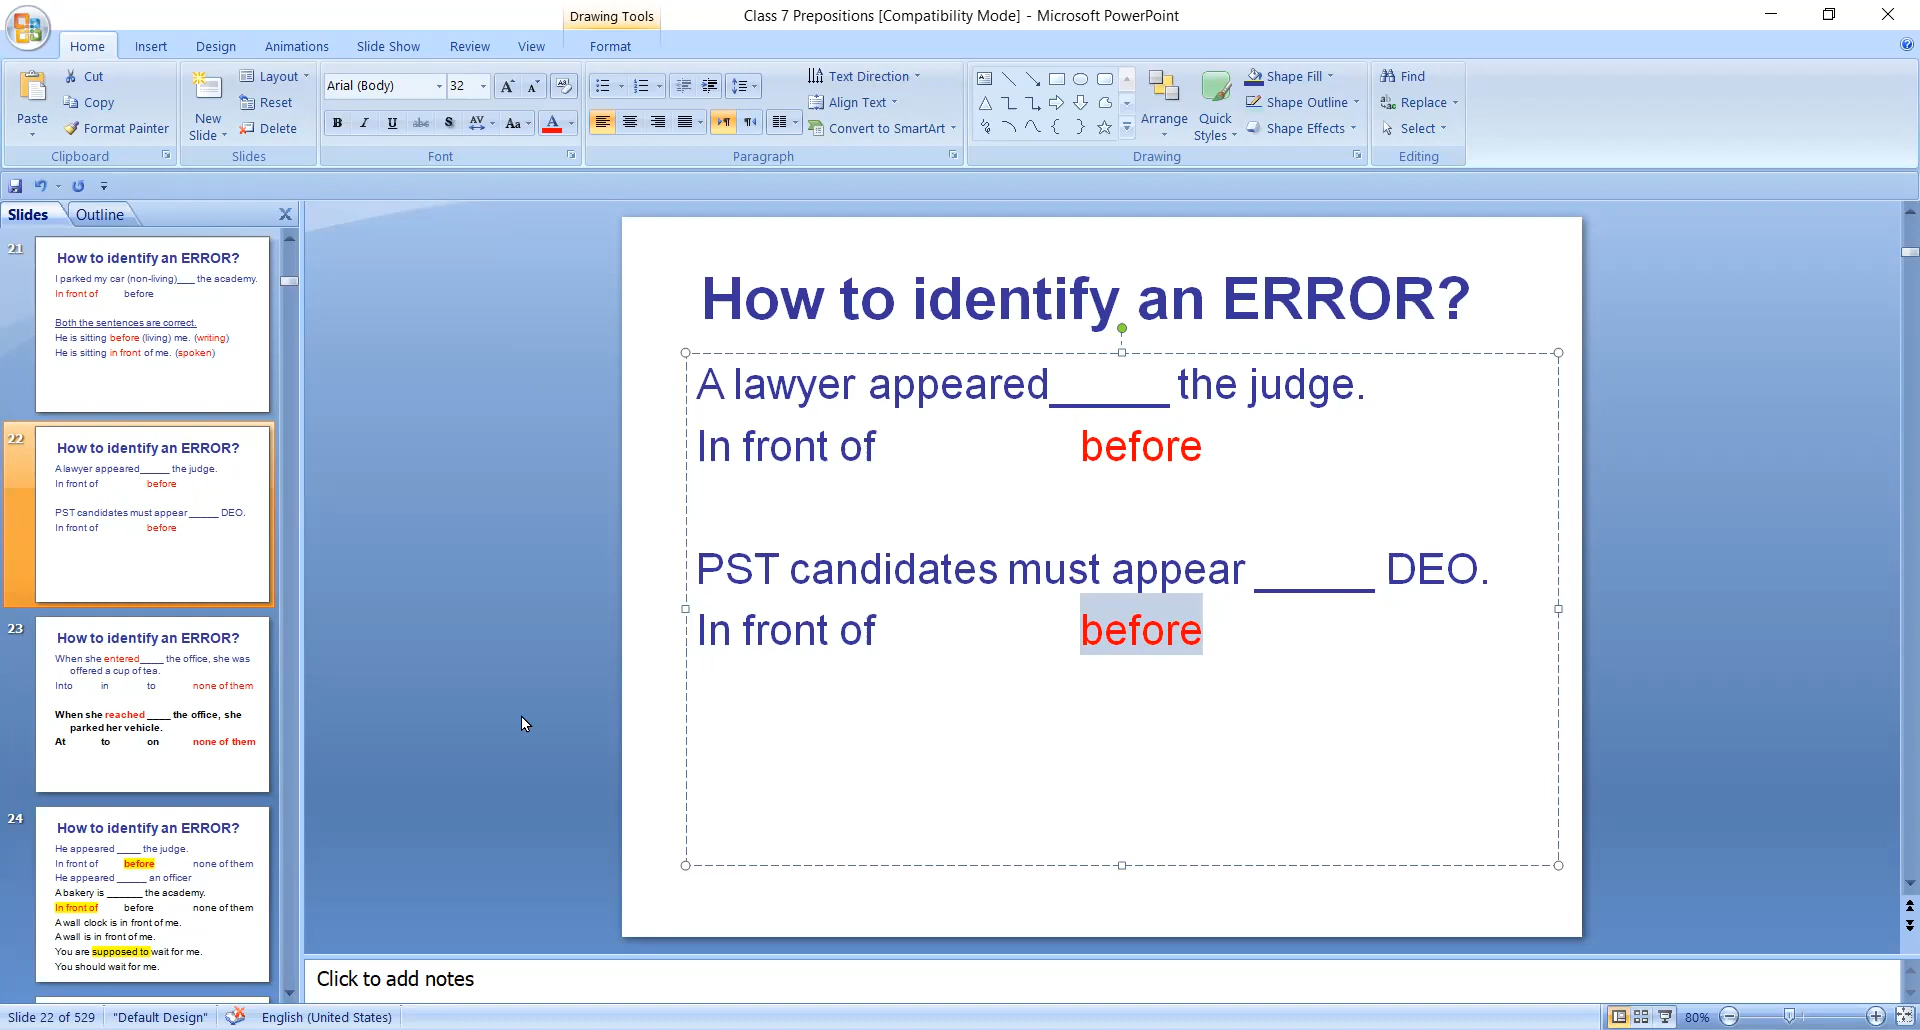 Drawing Tools
Class 7 Prepositions [Compatibility Mode] - Microsoft PowerPoint
Home Insert Design Animations Slide Show Review View Format
Paste
Cut
Copy
Format Painter
Clipboard
New Slide
Layout
Reset
Delete
Slides
Arial (Body) 32
B I U abc S AV Aa A
Font
Text Direction
Align Text
Convert to SmartArt
Paragraph
Arrange
Quick Styles
Shape Fill
Shape Outline
Shape Effects
Drawing
Find
Replace
Select
Editing
Slides Outline X
21
How to identify an ERROR?
I parked my car (non-living)___ the academy.
In front of before
Both the sentences are correct.
He is sitting before (living) me. (writing)
He is sitting in front of me. (spoken)
22
How to identify an ERROR?
A lawyer appeared_____ the judge.
In front of before
PST candidates must appear _____ DEO.
In front of before
23
How to identify an ERROR?
When she entered____ the office, she was
offered a cup of tea.
Into in to none of them
When she reached ____ the office, she
parked her vehicle.
At to on none of them
24
How to identify an ERROR?
He appeared ____ the judge.
In front of before none of them
He appeared _____ an officer
A bakery is ______ the academy.
In front of before none of them
A wall clock is in front of me.
A wall is in front of me.
You are supposed to wait for me.
You should wait for me.
How to identify an ERROR?
A lawyer appeared_____ the judge.
In front of before
PST candidates must appear _____ DEO.
In front of before
Click to add notes
Slide 22 of 529 "Default Design" English (United States) 80%